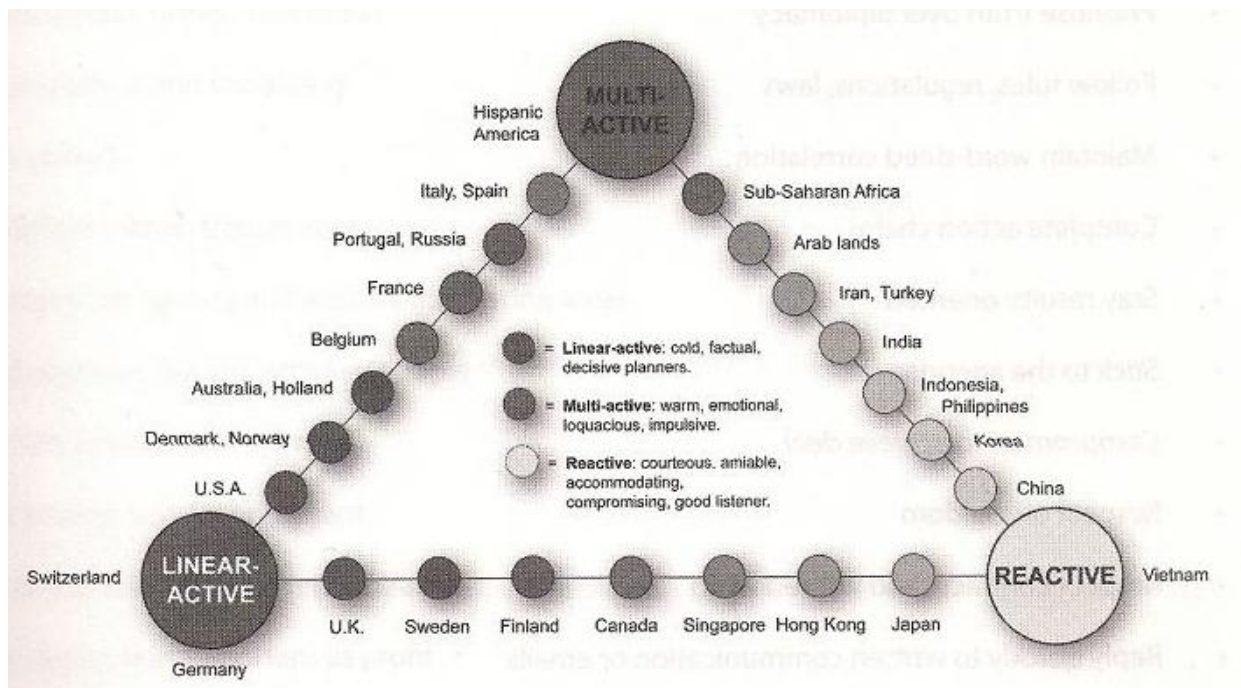 MULTI-
ACTIVE
Hispanic
America
Italy, Spain
Sub-Saharan Africa
Portugal, Russia
Arab lands
France
Iran, Turkey
Belgium
India
= Linear-active: cold, factual,
decisive planners.
Australia, Holland
Indonesia,
Philippines
= Multi-active: warm, emotional,
loquacious, impulsive.
Denmark, Norway
Korea
= Reactive: courteous. amiable,
accommodating,
compromising, good listener.
U.S.A.
China
Switzerland
LINEAR-
ACTIVE
REACTIVE
Vietnam
U.K.
Sweden
Finland
Canada
Singapore
Hong Kong
Japan
Germany